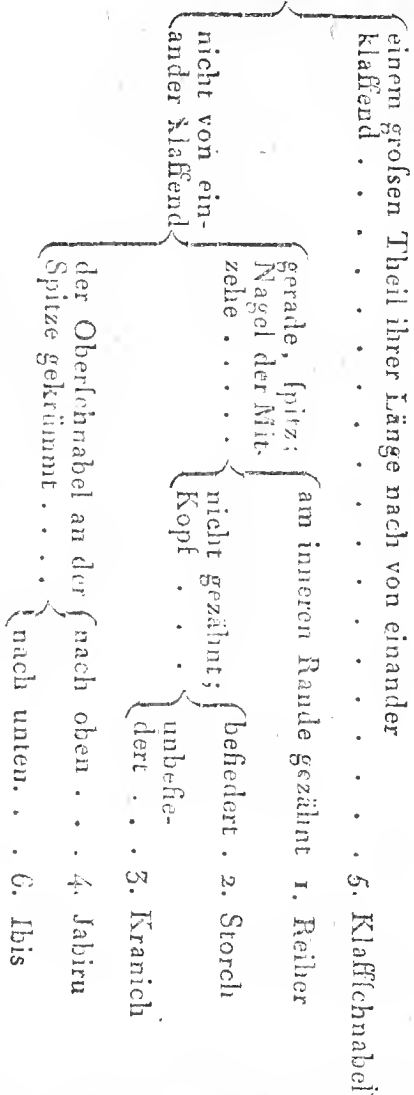 einem groſsen Theil ihrer Länge nach von einander
klaffend . . . . . . . . . . . . . . . . . 5. Klaffſchnabel
nicht von ein-
ander klaffend
gerade, ſpitz;
Nagel der Mit-
zehe . . . . .
am inneren Rande gezähnt 1. Reiher
nicht gezähnt;
Kopf . . . .
befiedert . 2. Storch
unbefie-
dert . . . 3. Kranich
der Oberſchnabel an der
Spitze gekrümmt . . . .
nach oben . . . 4. Jabiru
nach unten. . . 6. Ibis